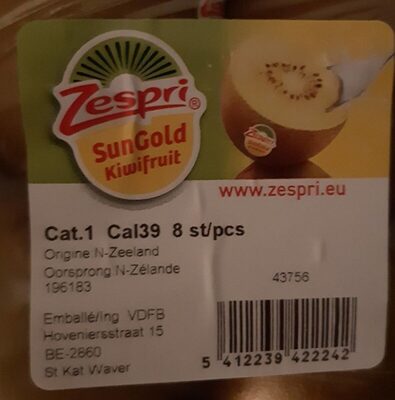 Zespri®
SunGold
Kiwifruit
Zespri
www.zespri.eu
Cat.1 Cal39 8 st/pcs
Origine N-Zeeland
Oorsprong N-Zélande
196183
43756
Emballé/ing VDFB
Hoveniersstraat 15
BE-2860
St Kat Waver
5 412239 422242